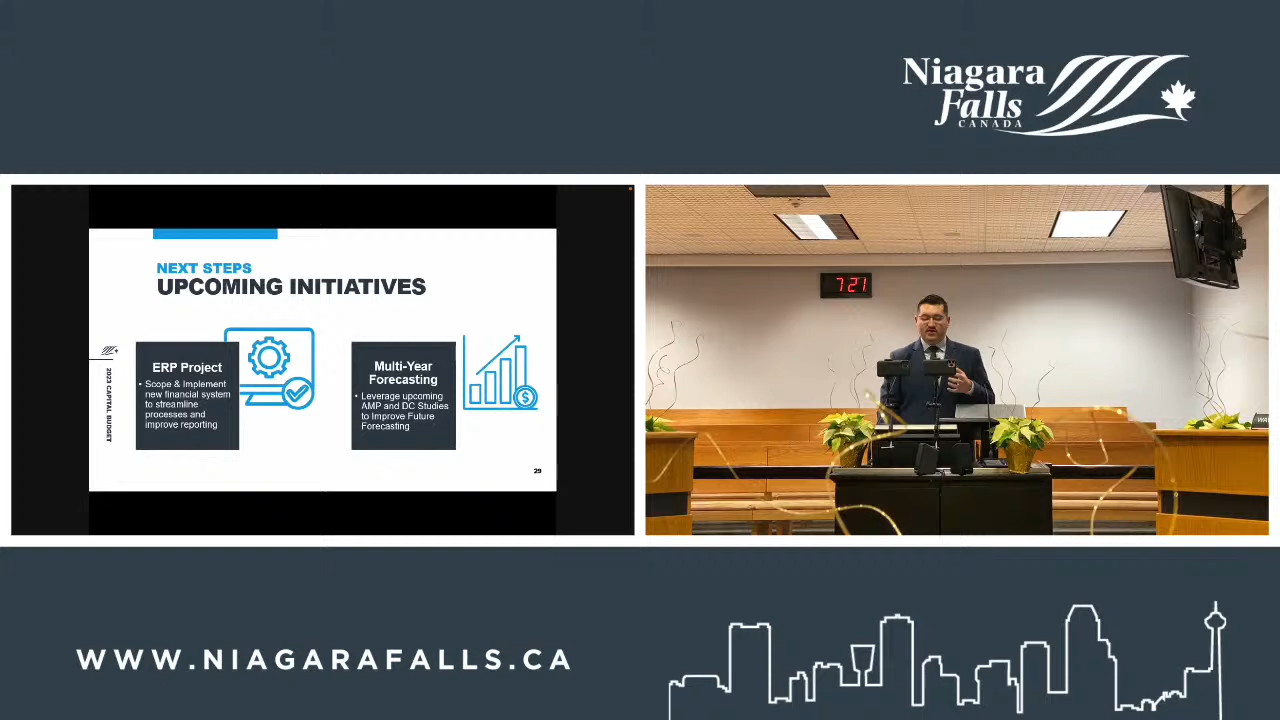 Niagara
Falls
CANADA
NEXT STEPS
UPCOMING INITIATIVES
2023 CAPITAL BUDGET
ERP Project
• Scope & Implement
new financial system
to streamline
processes and
improve reporting
Multi-Year
Forecasting
• Leverage upcoming
AMP and DC Studies
to Improve Future
Forecasting
$
29
7:21
WWW.NIAGARAFALLS.CA